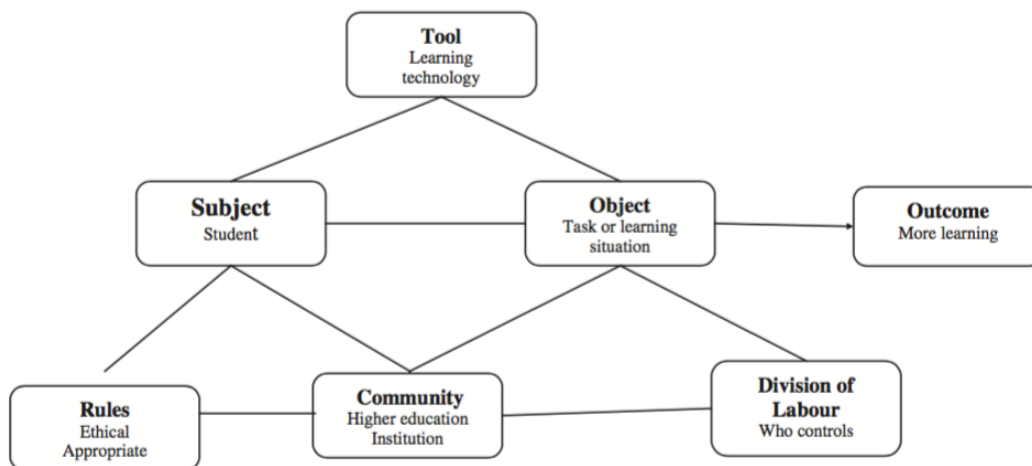 Tool
Learning
technology
Subject
Student
Object
Task or learning
situation
Outcome
More learning
Rules
Ethical
Appropriate
Community
Higher education
Institution
Division of
Labour
Who controls